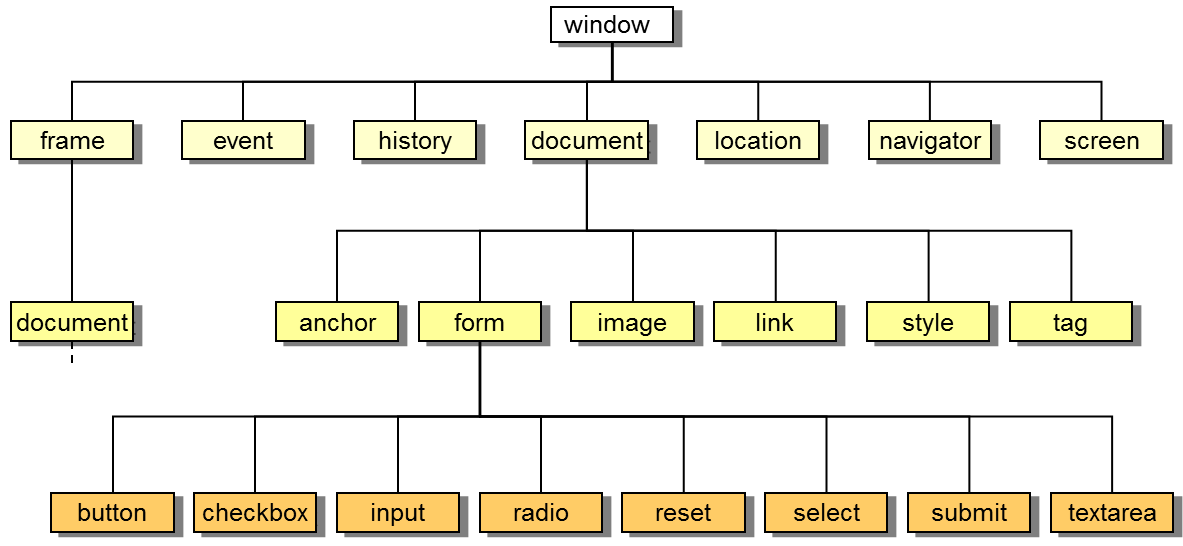 window
frame
event
history
document
location
navigator
screen
document
anchor
form
image
link
style
tag
button
checkbox
input
radio
reset
select
submit
textarea